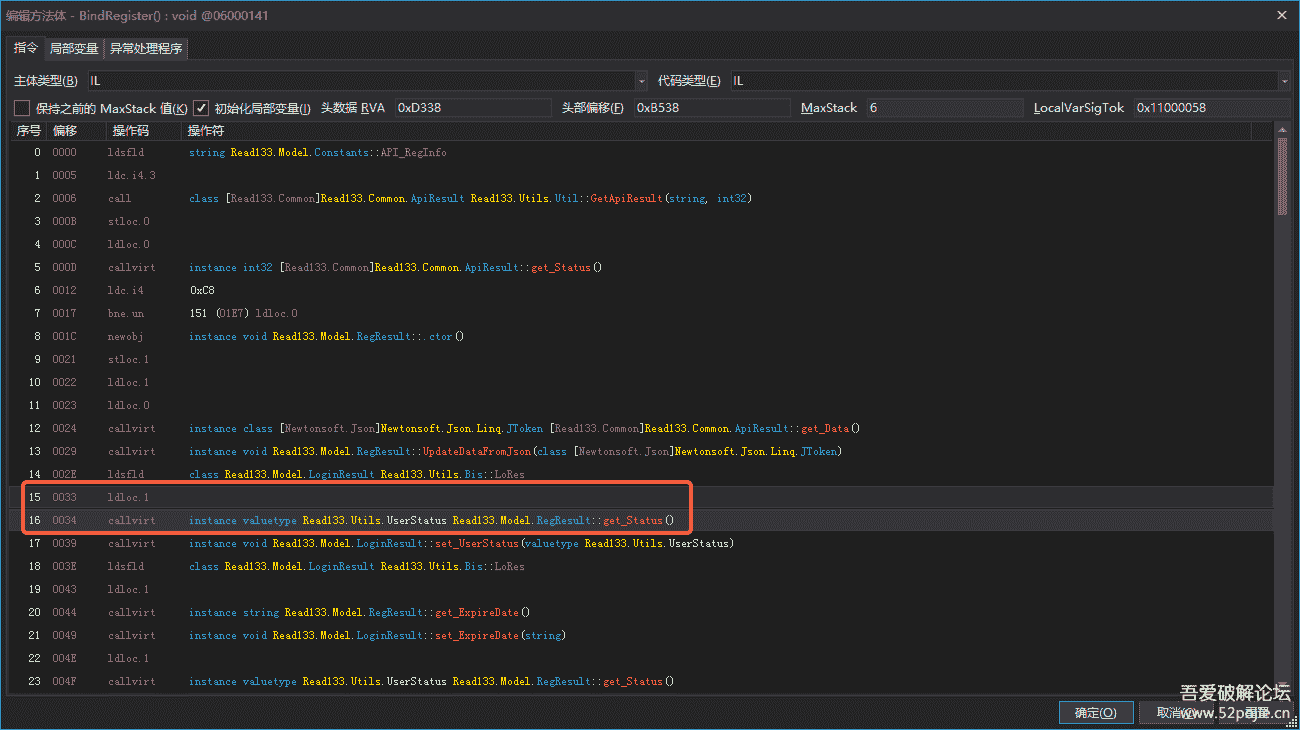 编辑方法体 - BindRegister() : void @06000141
指令 局部变量 异常处理程序
主体类型(B) IL 代码类型(E) IL
保持之前的 MaxStack 值(K) 初始化局部变量(I) 头数据 RVA 0xD338 头部偏移(F) 0xB538 MaxStack 6 LocalVarSigTok 0x11000058
序号 偏移 操作码 操作符
0 0000 ldsfld string Read133.Model.Constants::API_RegInfo
1 0005 ldc.i4.3
2 0006 call class [Read133.Common]Read133.Common.ApiResult Read133.Utils.Util::GetApiResult(string, int32)
3 000B stloc.0
4 000C ldloc.0
5 000D callvirt instance int32 [Read133.Common]Read133.Common.ApiResult::get_Status()
6 0012 ldc.i4 0xC8
7 0017 bne.un 151 (01E7) ldloc.0
8 001C newobj instance void Read133.Model.RegResult::.ctor()
9 0021 stloc.1
10 0022 ldloc.1
11 0023 ldloc.0
12 0024 callvirt instance class [Newtonsoft.Json]Newtonsoft.Json.Linq.JToken [Read133.Common]Read133.Common.ApiResult::get_Data()
13 0029 callvirt instance void Read133.Model.RegResult::UpdateDataFromJson(class [Newtonsoft.Json]Newtonsoft.Json.Linq.JToken)
14 002E ldsfld class Read133.Model.LoginResult Read133.Utils.Bis::LoRes
15 0033 ldloc.1
16 0034 callvirt instance valuetype Read133.Utils.UserStatus Read133.Model.RegResult::get_Status()
17 0039 callvirt instance void Read133.Model.LoginResult::set_UserStatus(valuetype Read133.Utils.UserStatus)
18 003E ldsfld class Read133.Model.LoginResult Read133.Utils.Bis::LoRes
19 0043 ldloc.1
20 0044 callvirt instance string Read133.Model.RegResult::get_ExpireDate()
21 0049 callvirt instance void Read133.Model.LoginResult::set_ExpireDate(string)
22 004E ldloc.1
23 004F callvirt instance valuetype Read133.Utils.UserStatus Read133.Model.RegResult::get_Status()
吾爱破解论坛
确定(O) 取消
www.52pojie.cn